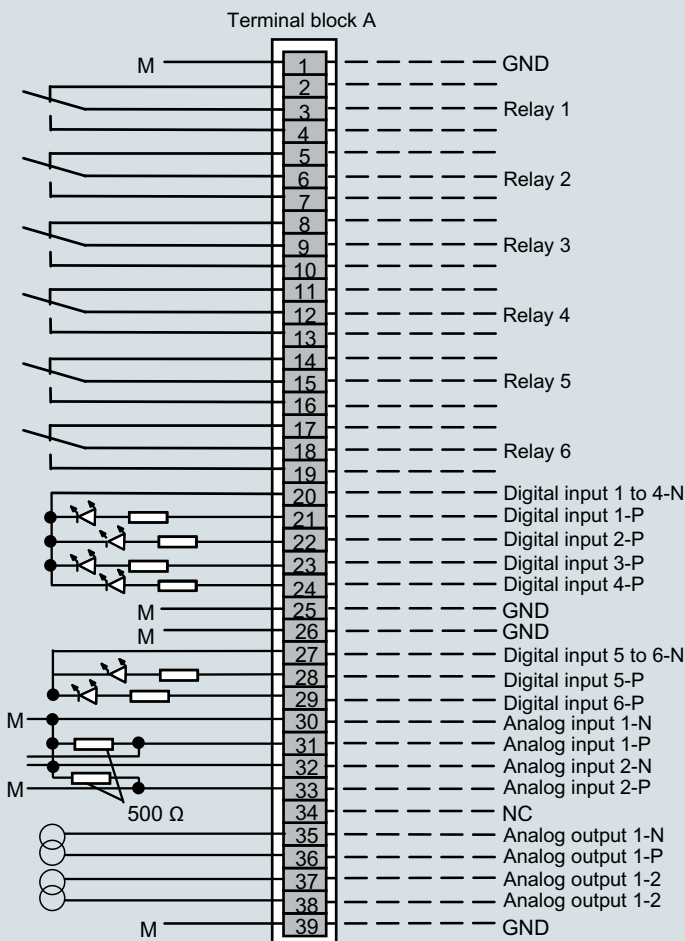 Terminal block A
M 1 GND
2
3 Relay 1
4
5
6 Relay 2
7
8
9 Relay 3
10
11
12 Relay 4
13
14
15 Relay 5
16
17
18 Relay 6
19
20 Digital input 1 to 4-N
21 Digital input 1-P
22 Digital input 2-P
23 Digital input 3-P
24 Digital input 4-P
M 25 GND
M 26 GND
27 Digital input 5 to 6-N
28 Digital input 5-P
29 Digital input 6-P
M 30 Analog input 1-N
31 Analog input 1-P
32 Analog input 2-N
M 33 Analog input 2-P
500 Ω 34 NC
35 Analog output 1-N
36 Analog output 1-P
37 Analog output 1-2
38 Analog output 1-2
M 39 GND